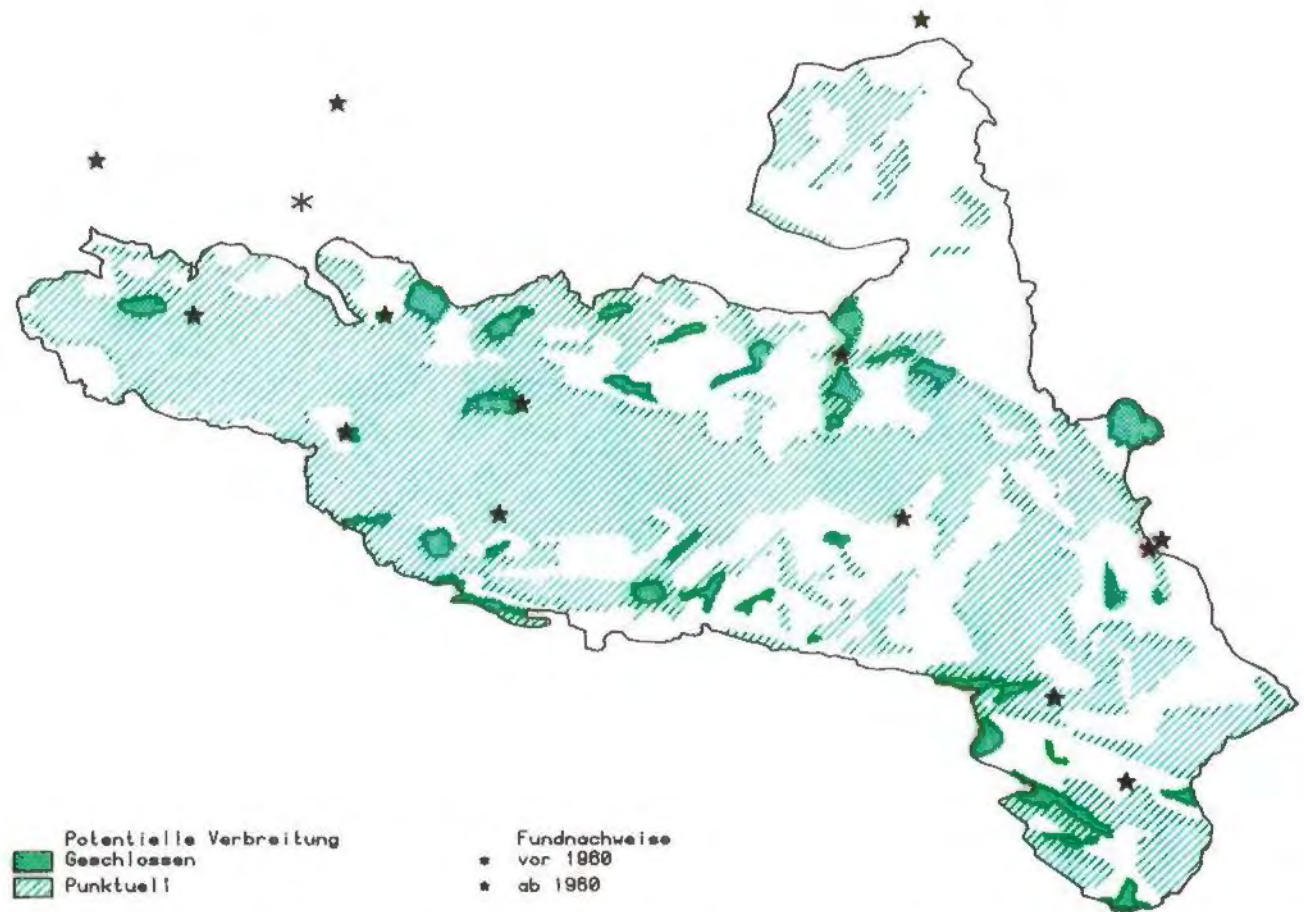 Potentielle Verbreitung
Geschlossen
Punktuell
Fundnachweise
vor 1960
ab 1960